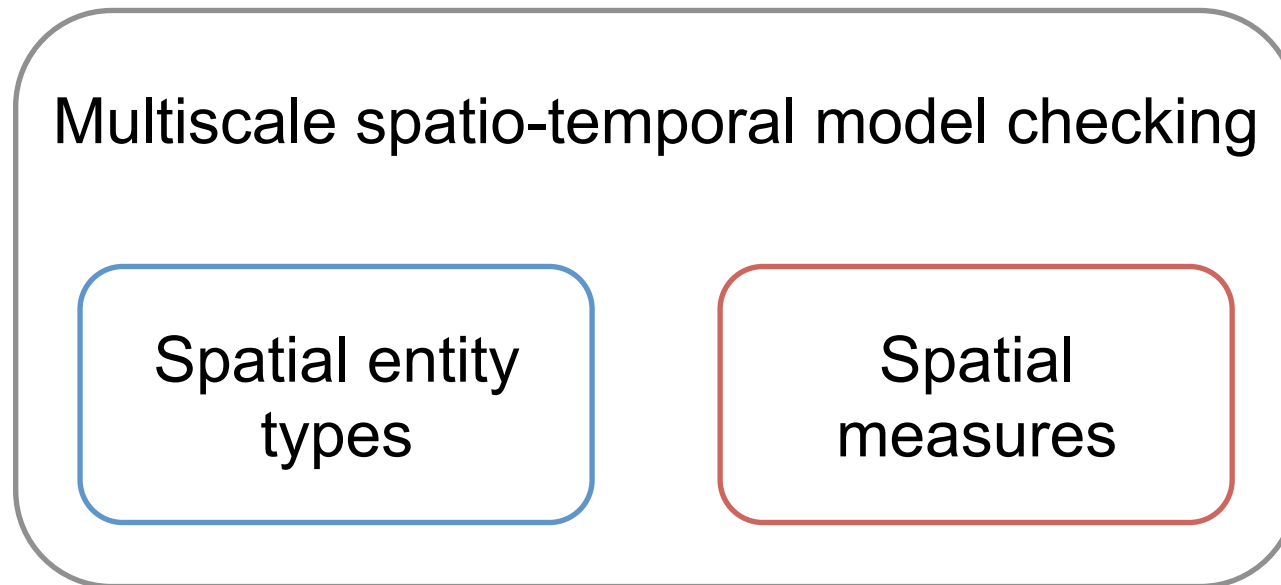 Multiscale spatio-temporal model checking
Spatial entity
types
Spatial
measures